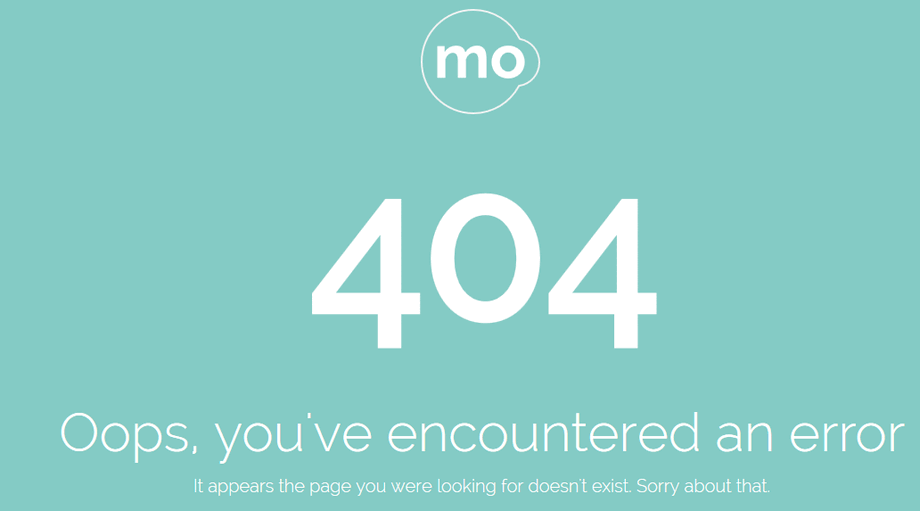 mo
404
Oops, you've encountered an error
It appears the page you were looking for doesn't exist. Sorry about that.